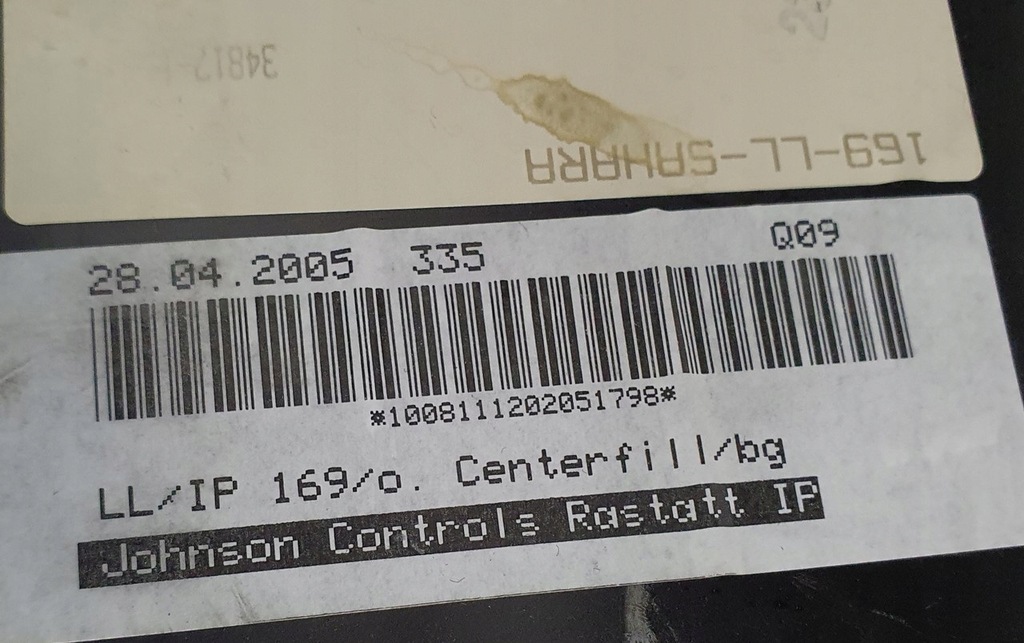 169-LL-SAHARA
28.04.2005 335 Q09
*1008111202051798*
LL/IP 169/o. Centerfill/bg
Johnson Controls Rastatt IP